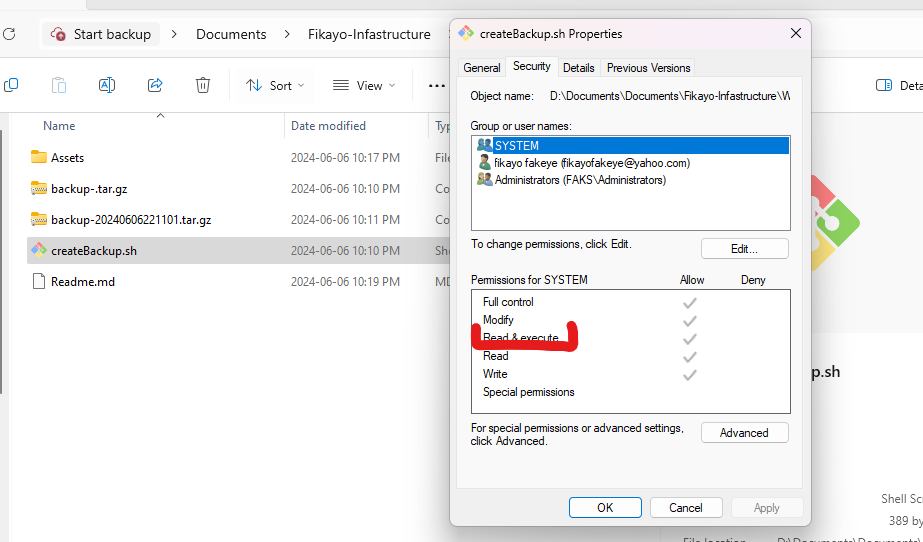 Start backup > Documents > Fikayo-Infastructure
Sort
View
Deta
Name
Date modified
Ty
Assets
2024-06-06 10:17 PM
File
backup-.tar.gz
2024-06-06 10:19 PM
Co
backup-20240606221101.tar.gz
2024-06-06 10:11 PM
Co
createBackup.sh
2024-06-06 10:10 PM
She
Readme.md
2024-06-06 10:19 PM
MD
createBackup.sh Properties
General
Security
Details
Previous Versions
Object name:
D:\Documents\Documents\Fikayo-Infastructure\W
Group or user names:
SYSTEM
fikayo fakeye (fikayofakeye@yahoo.com)
Administrators (FAKS\Administrators)
To change permissions, click Edit.
Edit...
Permissions for SYSTEM
Allow
Deny
Full control
Modify
Read & execute
Read
Write
Special permissions
For special permissions or advanced settings,
click Advanced.
Advanced
OK
Cancel
Apply
p.sh
Shell Sc
389 by